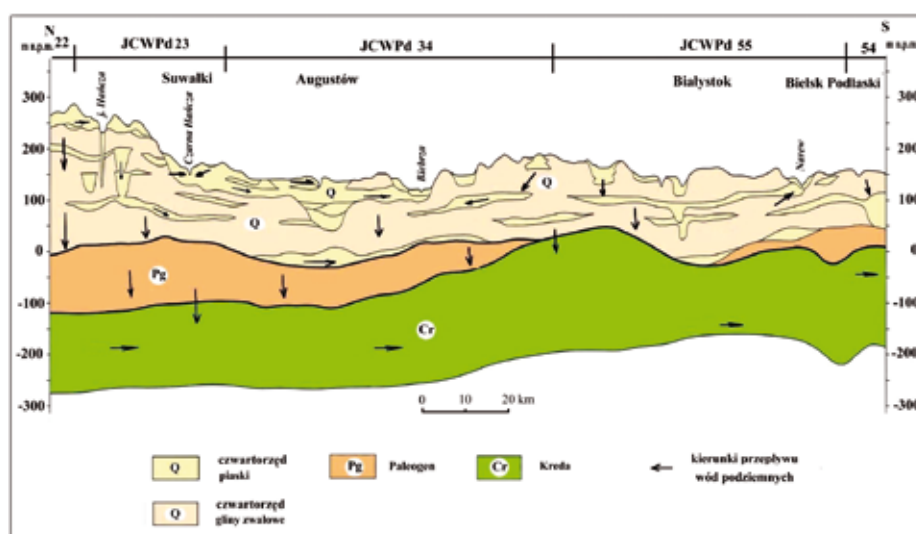 N S
m n.p.m. 22 JCWPd 23 JCWPd 34 JCWPd 55 54 m n.p.m.
Suwałki Augustów Białystok Bielsk Podlaski
j. Hańcza
Czarna Hańcza
Biebrza
Narew
300 300
200 200
100 100
0 0
-100 -100
-200 -200
-300 -300
Q Q Q
Pg
Cr
0 10 20 km
Q czwartorzęd piaski
Pg Paleogen
Cr Kreda
kierunki przepływu
wód podziemnych
Q czwartorzęd
gliny zwałowe